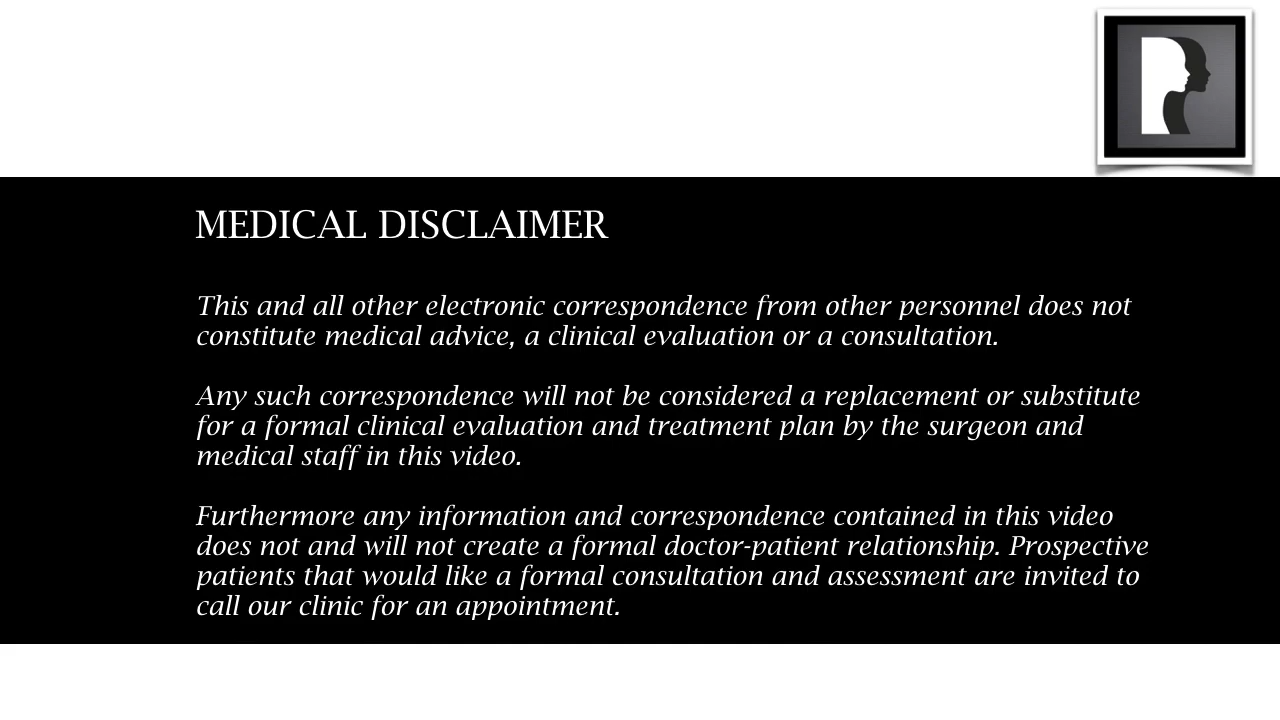 MEDICAL DISCLAIMER
This and all other electronic correspondence from other personnel does not
constitute medical advice, a clinical evaluation or a consultation.
Any such correspondence will not be considered a replacement or substitute
for a formal clinical evaluation and treatment plan by the surgeon and
medical staff in this video.
Furthermore any information and correspondence contained in this video
does not and will not create a formal doctor-patient relationship. Prospective
patients that would like a formal consultation and assessment are invited to
call our clinic for an appointment.